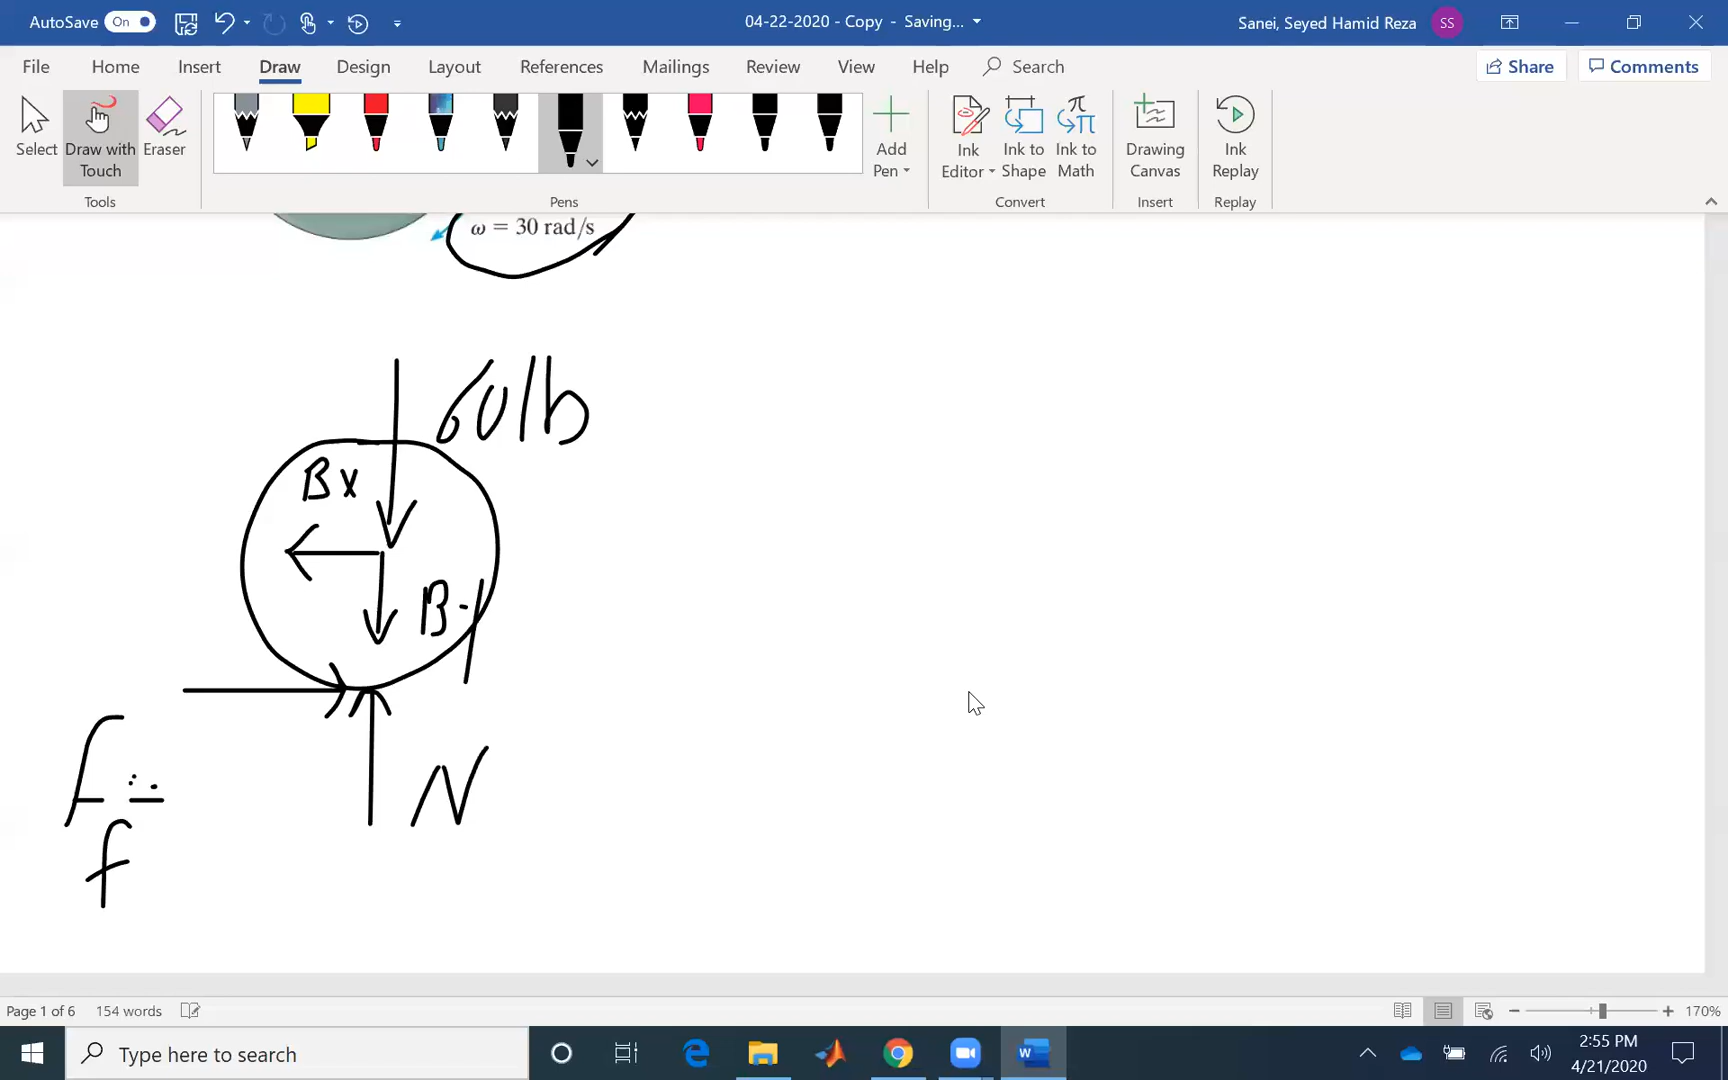 AutoSave On 04-22-2020 - Copy - Saving... Sanei, Seyed Hamid Reza SS
File Home Insert Draw Design Layout References Mailings Review View Help Search Share Comments
Select Draw with Touch Eraser Add Pen Ink Editor Ink to Shape Ink to Math Drawing Canvas Ink Replay
Tools Pens Convert Insert Replay
ω = 30 rad/s
60 lb
Bx
N
Page 1 of 6 154 words 170%
Type here to search 2:55 PM
4/21/2020